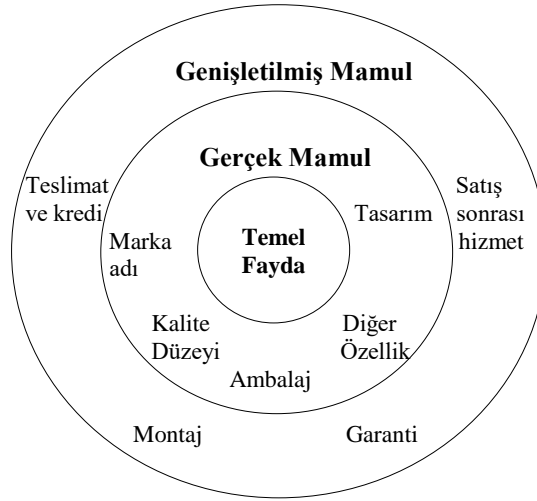 Genişletilmiş Mamul
Gerçek Mamul
Teslimat
ve kredi
Marka
adı
Temel
Fayda
Tasarım
Satış
sonrası
hizmet
Kalite
Düzeyi
Diğer
Özellik
Ambalaj
Montaj
Garanti